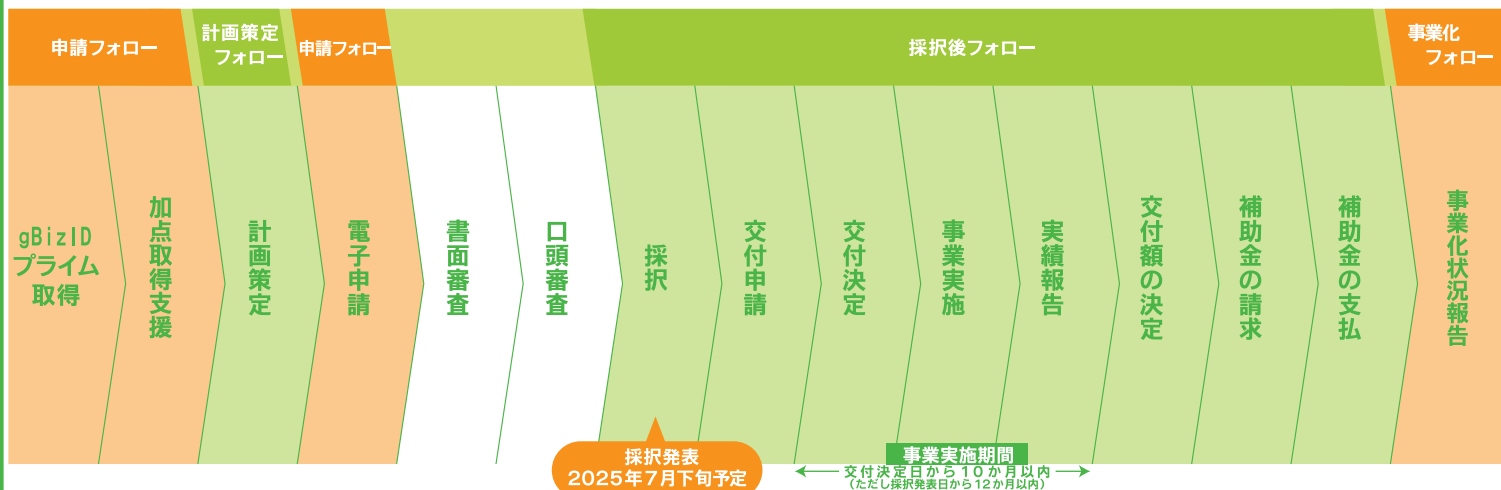 申請フォロー
計画策定
フォロー
申請フォロー
採択後フォロー
事業化
フォロー
gBizID
プライム
取得
加点取得支援
計画策定
電子申請
書面審査
口頭審査
採択
交付申請
交付決定
事業実施
実績報告
交付額の決定
補助金の請求
補助金の支払
事業化状況報告
採択発表
2025年7月下旬予定
事業実施期間
交付決定日から10か月以内
(ただし採択発表日から12か月以内)